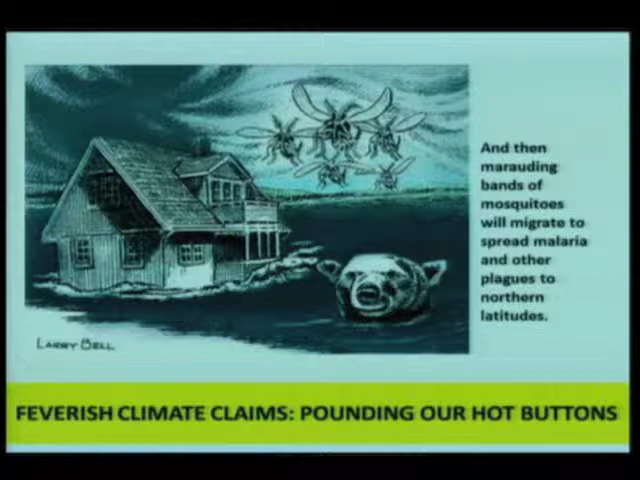 And then
marauding
bands of
mosquitoes
will migrate to
spread malaria
and other
plagues to
northern
latitudes.
LARRY BELL
FEVERISH CLIMATE CLAIMS: POUNDING OUR HOT BUTTONS